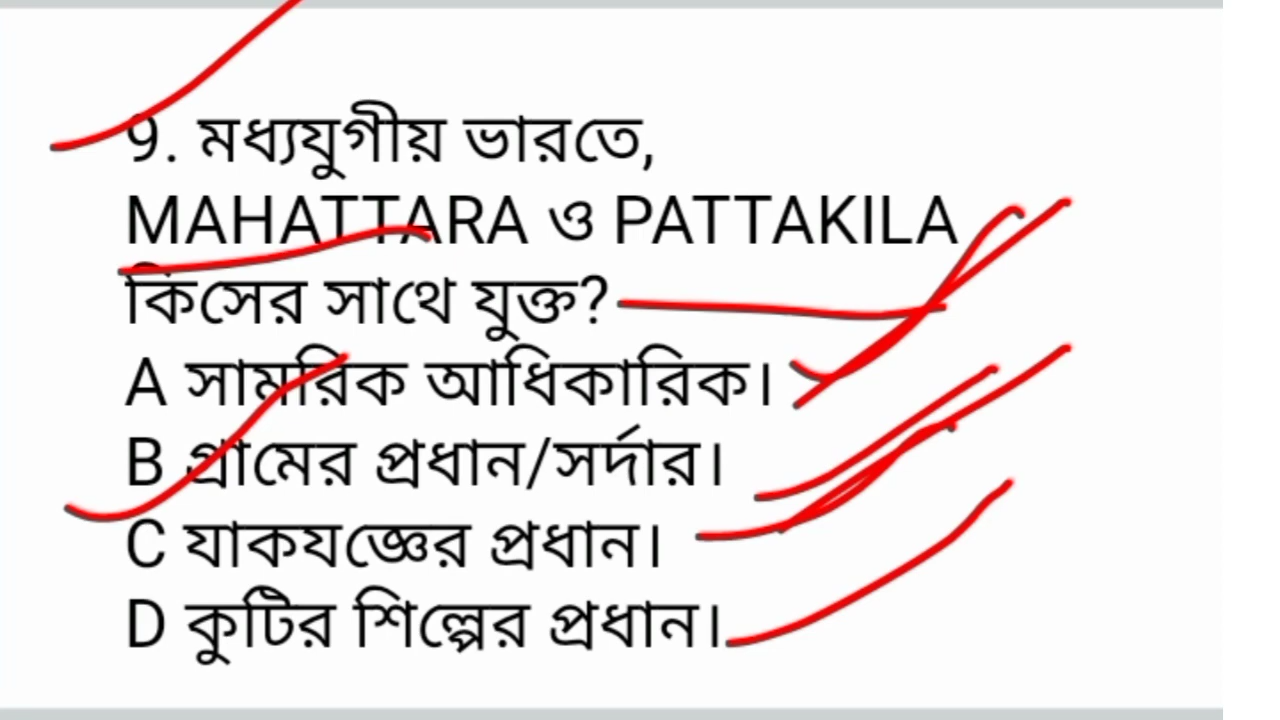 9. মধ্যযুগীয় ভারতে,
MAHATTARA ও PATTAKILA
কিসের সাথে যুক্ত?
A সামরিক আধিকারিক।
B গ্রামের প্রধান/সর্দার।
C যাকযজ্ঞের প্রধান।
D কুটির শিল্পের প্রধান।